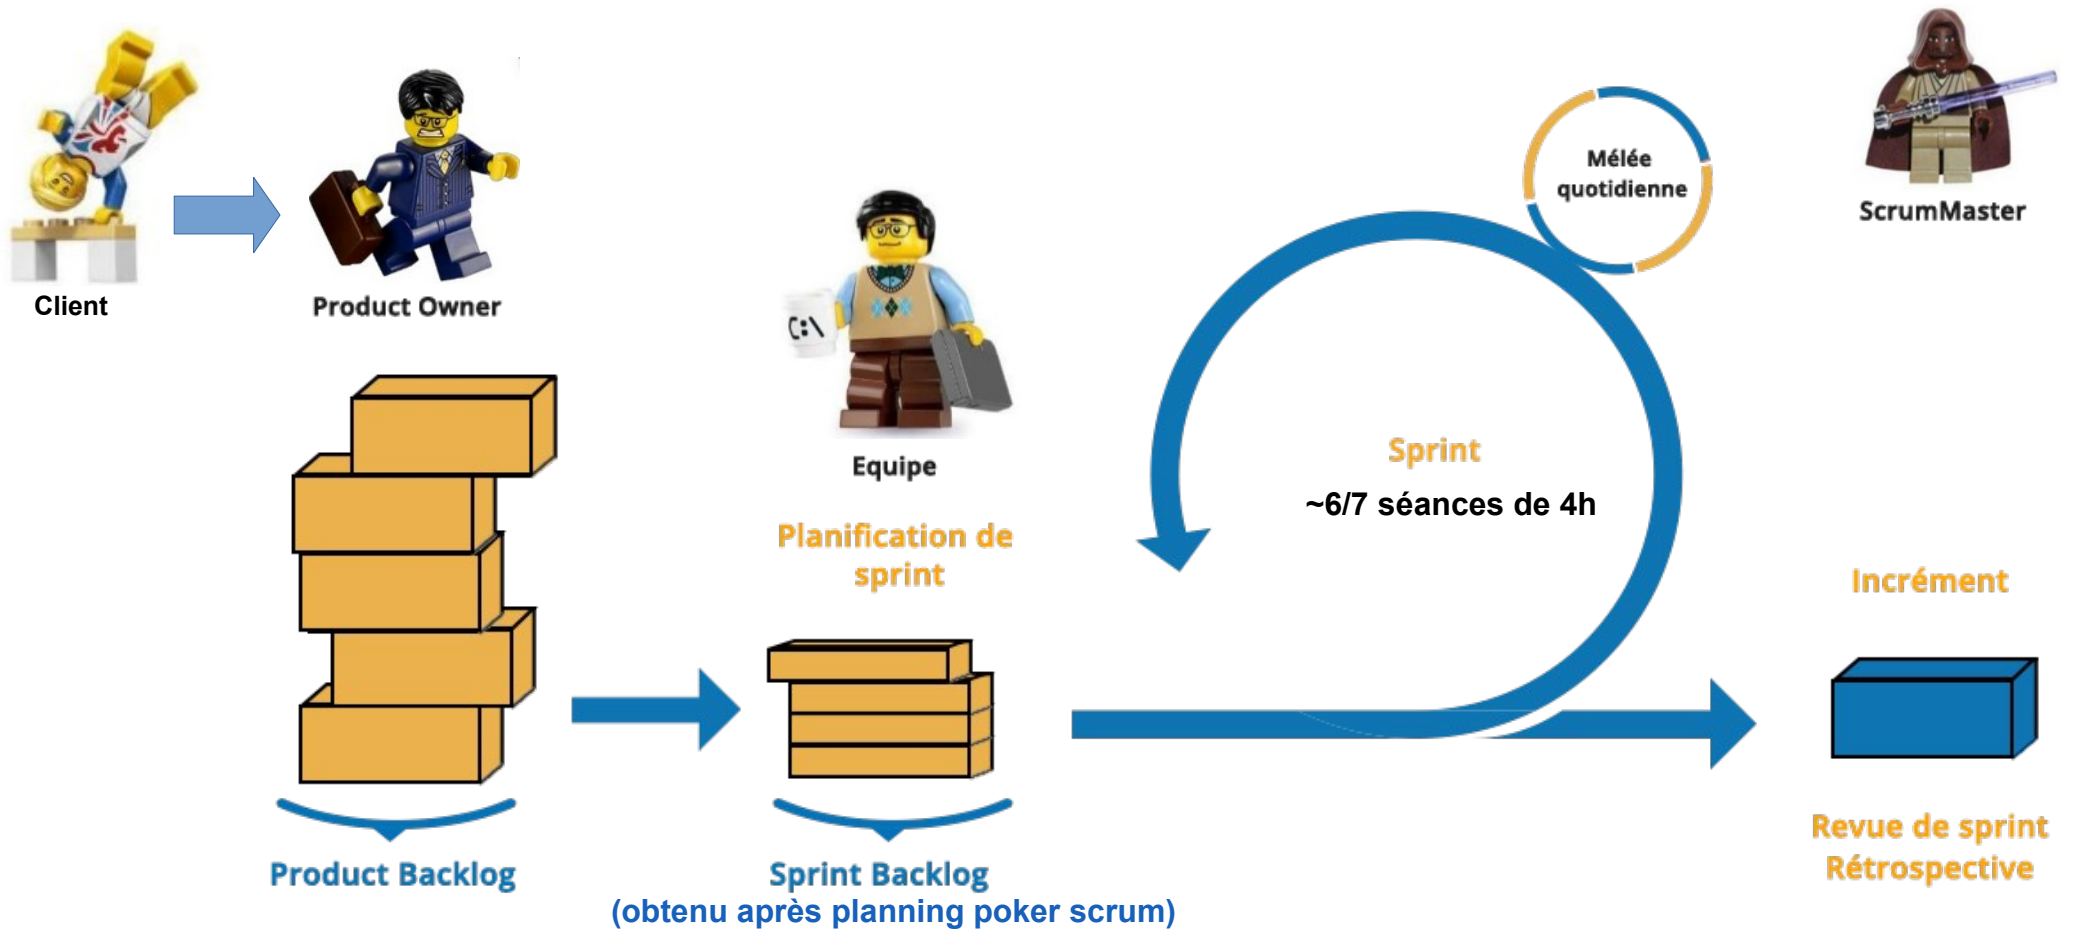 Client
Product Owner
C:\
Equipe
Mélée
quotidienne
ScrumMaster
Planification de
sprint
Sprint
~6/7 séances de 4h
Incrément
Product Backlog
Sprint Backlog
(obtenu après planning poker scrum)
Revue de sprint
Rétrospective